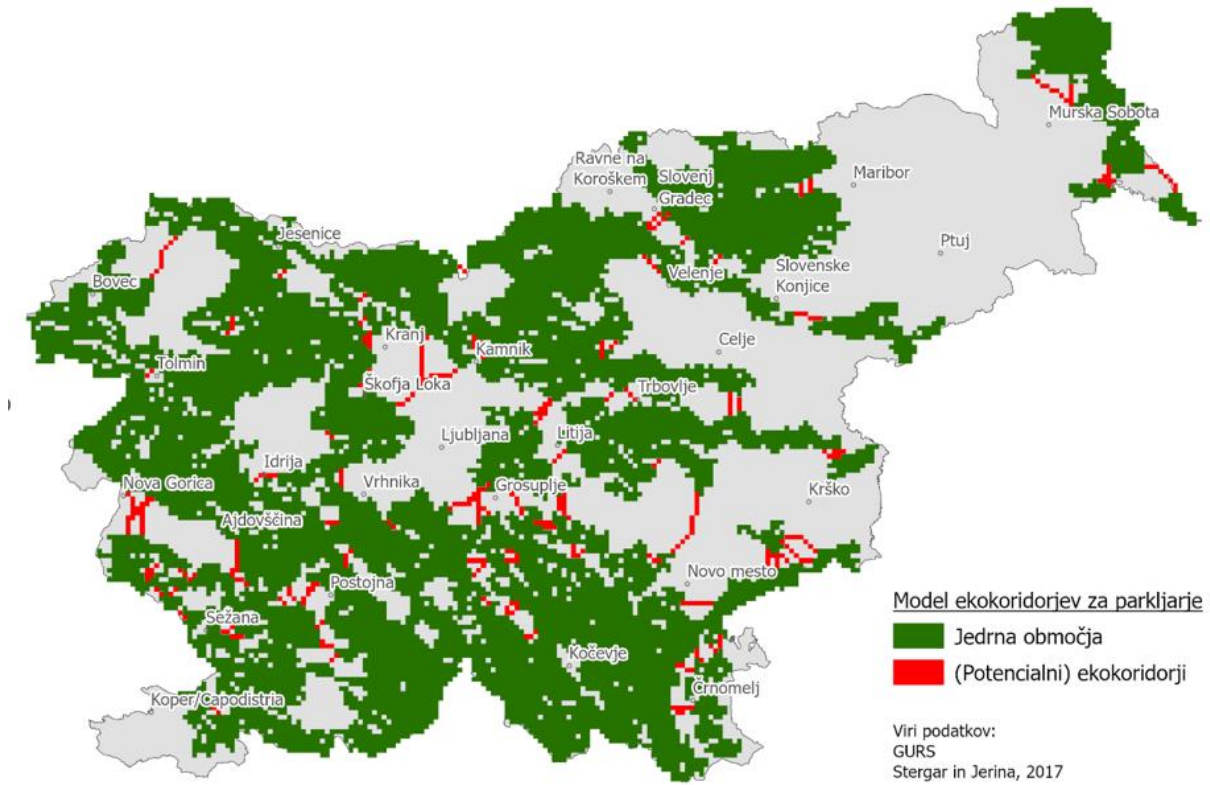 Murska Sobota
Ravne na
Koroškem
Slovenj
Gradec
Maribor
Ptuj
Jesenice
Velenje
Slovenske
Konjice
Bovec
Kranj
Kamnik
Celje
Tolmin
Škofja Loka
Trbovlje
Ljubljana
Litija
Idrija
Nova Gorica
Vrhnika
Grosuplje
Krško
Ajdovščina
Postojna
Novo mesto
Sežana
Kočevje
Črnomelj
Koper/Capodistria
Model ekokoridorjev za parkljarje
Jedrna območja
(Potencialni) ekokoridorji
Viri podatkov:
GURS
Stergar in Jerina, 2017